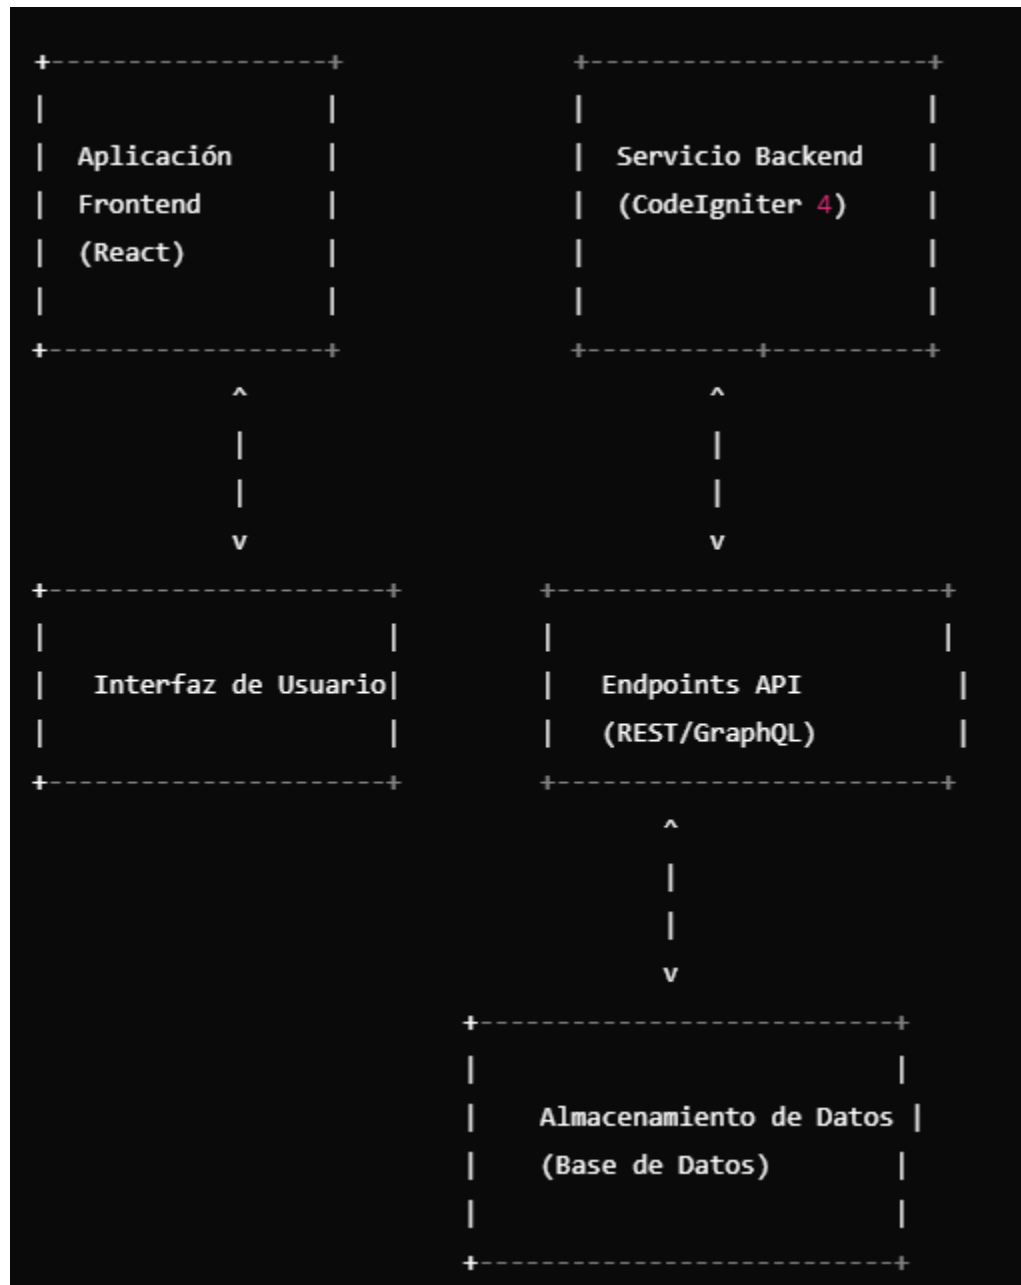 Aplicación
Frontend
(React)
Servicio Backend
(CodeIgniter 4)
Interfaz de Usuario
Endpoints API
(REST/GraphQL)
Almacenamiento de Datos
(Base de Datos)